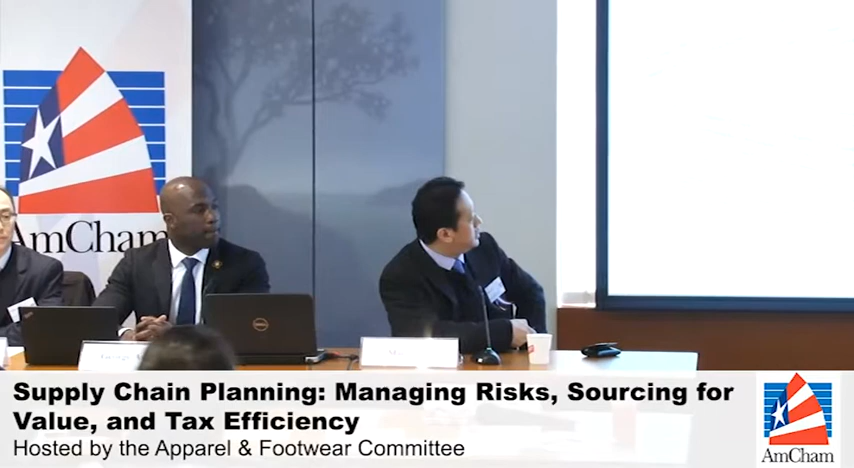 AmCham
DELL
Supply Chain Planning: Managing Risks, Sourcing for
Value, and Tax Efficiency
Hosted by the Apparel & Footwear Committee
AmCham